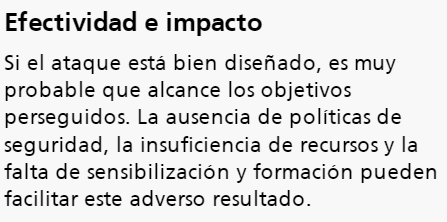 Efectividad e impacto
Si el ataque está bien diseñado, es muy
probable que alcance los objetivos
perseguidos. La ausencia de políticas de
seguridad, la insuficiencia de recursos y la
falta de sensibilización y formación pueden
facilitar este adverso resultado.